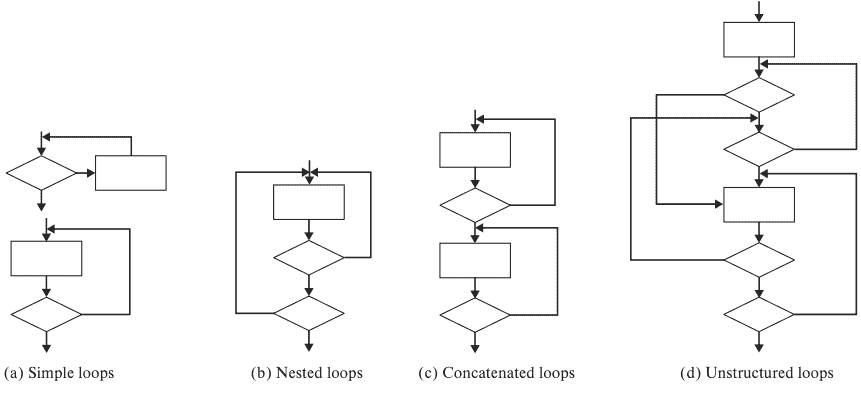 (a) Simple loops
(b) Nested loops
(c) Concatenated loops
(d) Unstructured loops